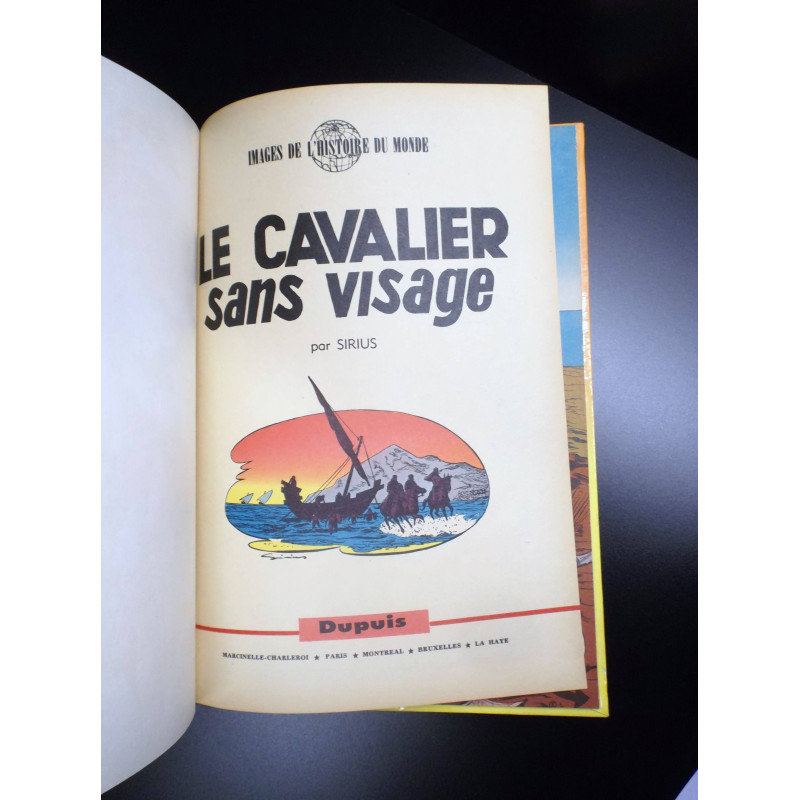 IMAGES DE L'HISTOIRE DU MONDE
LE CAVALIER
sans visage
par SIRIUS
Sirius
Dupuis
MARCINELLE-CHARLEROI ★ PARIS ★ MONTREAL ★ BRUXELLES ★ LA HAYE